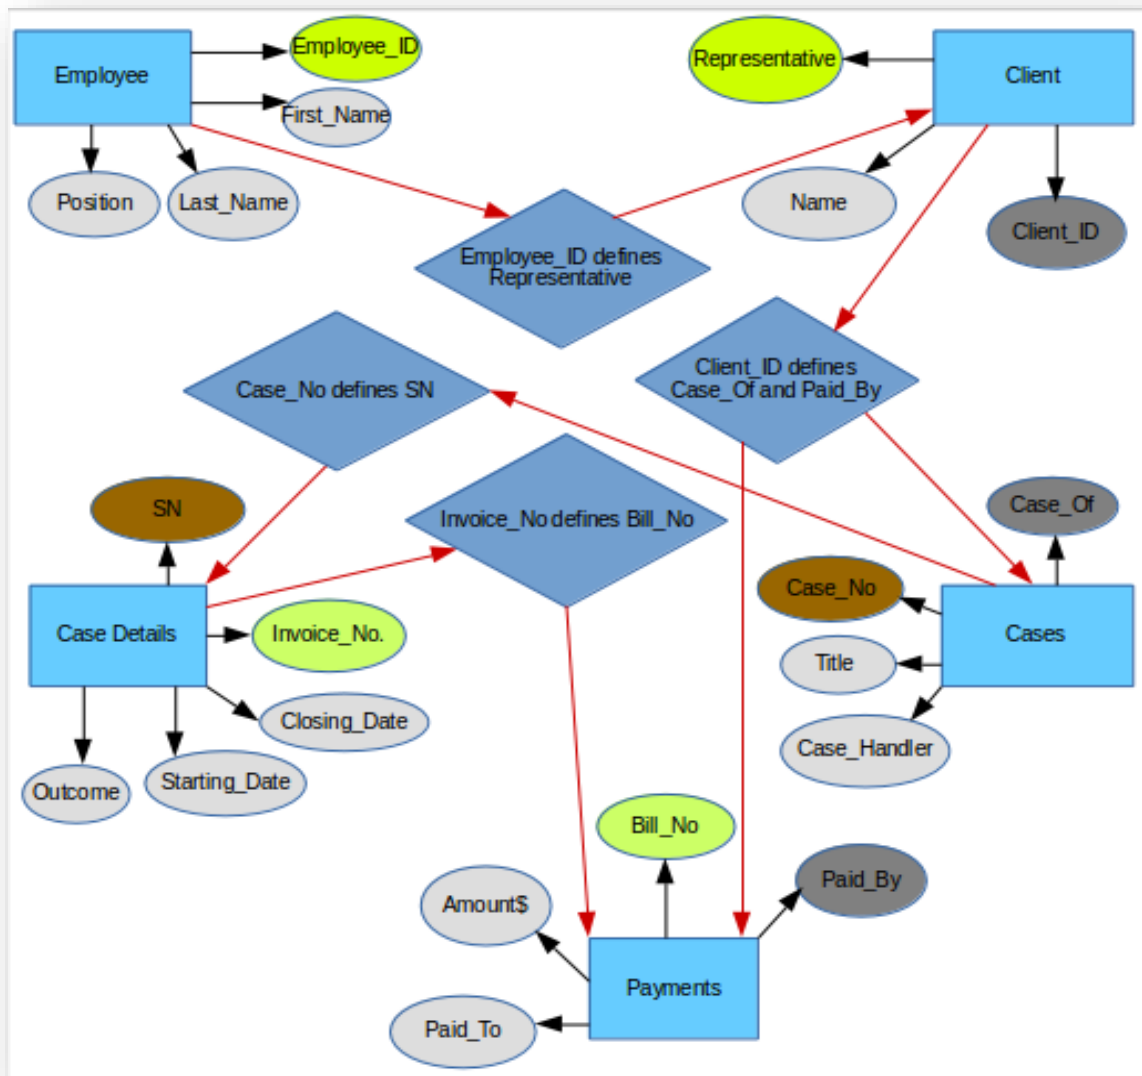 Employee_ID
Representative
Employee
Client
First_Name
Position
Last_Name
Name
Client_ID
Employee_ID defines
Representative
Case_No defines SN
Client_ID defines
Case_Of and Paid_By
SN
Invoice_No defines Bill_No
Case_Of
Case_No
Case Details
Invoice_No.
Cases
Title
Closing_Date
Case_Handler
Outcome
Starting_Date
Bill_No
Paid_By
Amount$
Payments
Paid_To